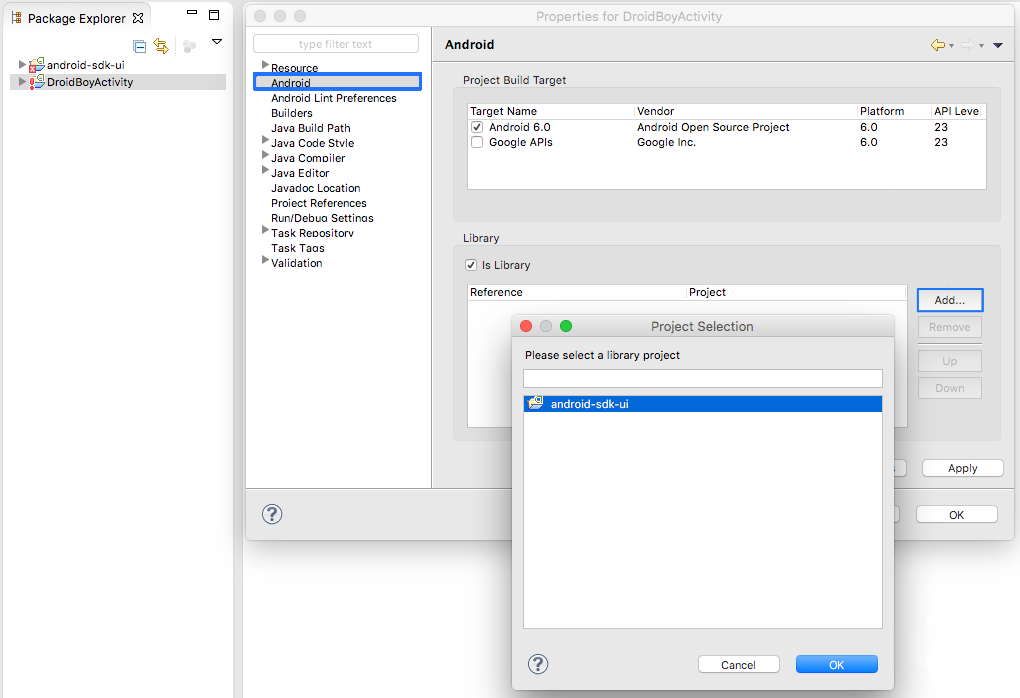 Package Explorer
android-sdk-ui
DroidBoyActivity
Properties for DroidBoyActivity
type filter text
Resource
Android
Android Lint Preferences
Builders
Java Build Path
Java Code Style
Java Compiler
Java Editor
Javadoc Location
Project References
Run/Debug Settings
Task Repository
Task Tags
Validation
Android
Project Build Target
Target Name Vendor Platform API Leve
Android 6.0 Android Open Source Project 6.0 23
Google APIs Google Inc. 6.0 23
Library
Is Library
Reference Project
Add...
Remove
Up
Down
Apply
OK
Project Selection
Please select a library project
android-sdk-ui
Cancel
OK